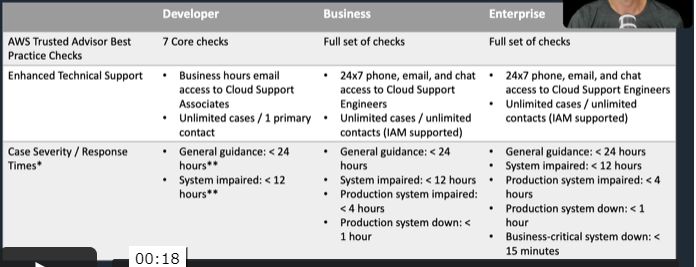 Developer
Business
Enterprise
AWS Trusted Advisor Best
Practice Checks
7 Core checks
Full set of checks
Full set of checks
Enhanced Technical Support
• Business hours email
access to Cloud Support
Associates
• Unlimited cases / 1 primary
contact
• 24x7 phone, email, and chat
access to Cloud Support
Engineers
• Unlimited cases / unlimited
contacts (IAM supported)
• 24x7 phone, email, and chat
access to Cloud Support Engineers
• Unlimited cases / unlimited
contacts (IAM supported)
Case Severity / Response
Times*
• General guidance: < 24
hours**
• System impaired: < 12
hours**
• General guidance: < 24
hours
• System impaired: < 12 hours
• Production system impaired:
< 4 hours
• Production system down: <
1 hour
• General guidance: < 24 hours
• System impaired: < 12 hours
• Production system impaired: < 4
hours
• Production system down: < 1
hour
• Business-critical system down: <
15 minutes
00:18